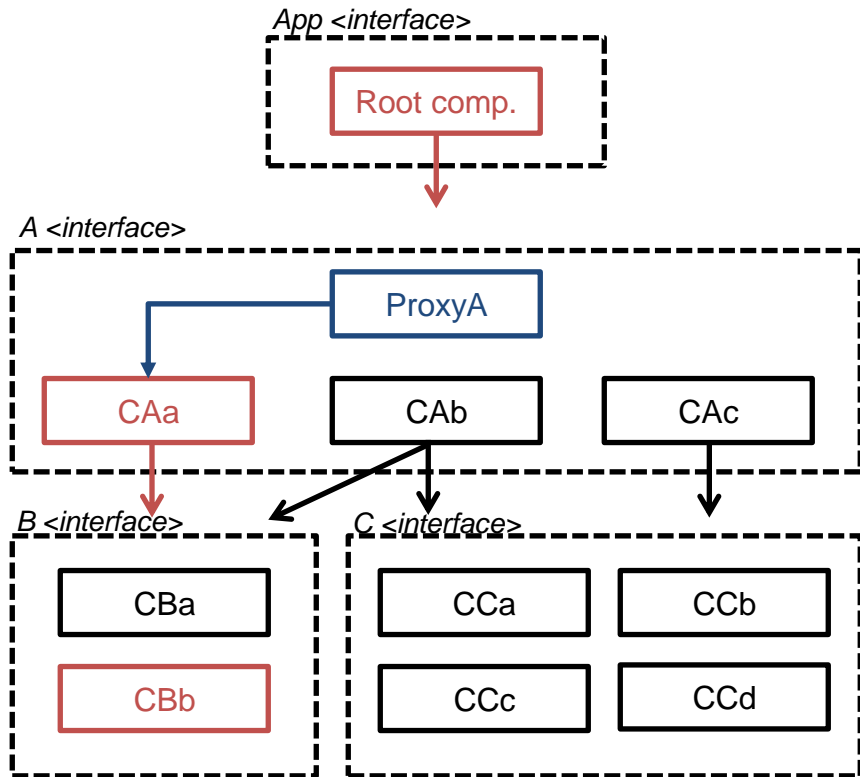 App <interface>
Root comp.
A <interface>
ProxyA
CAa
CAb
CAc
B <interface>
C <interface>
CBa
CCa
CCb
CBb
CCc
CCd